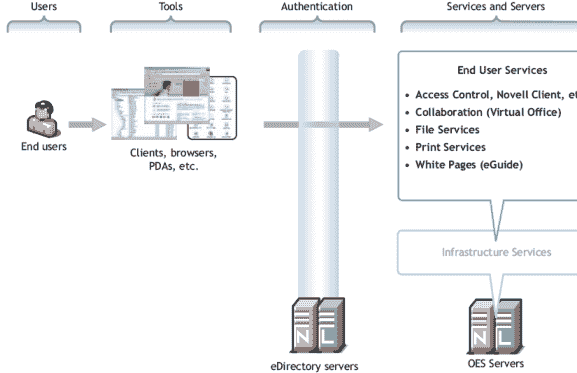 Users
Tools
Authentication
Services and Servers
End User Services
• Access Control, Novell Client, et
• Collaboration (Virtual Office)
• File Services
• Print Services
• White Pages (eGuide)
End users
Clients, browsers,
PDAs, etc.
Infrastructure Services
N L
N L
eDirectory servers
OES Servers